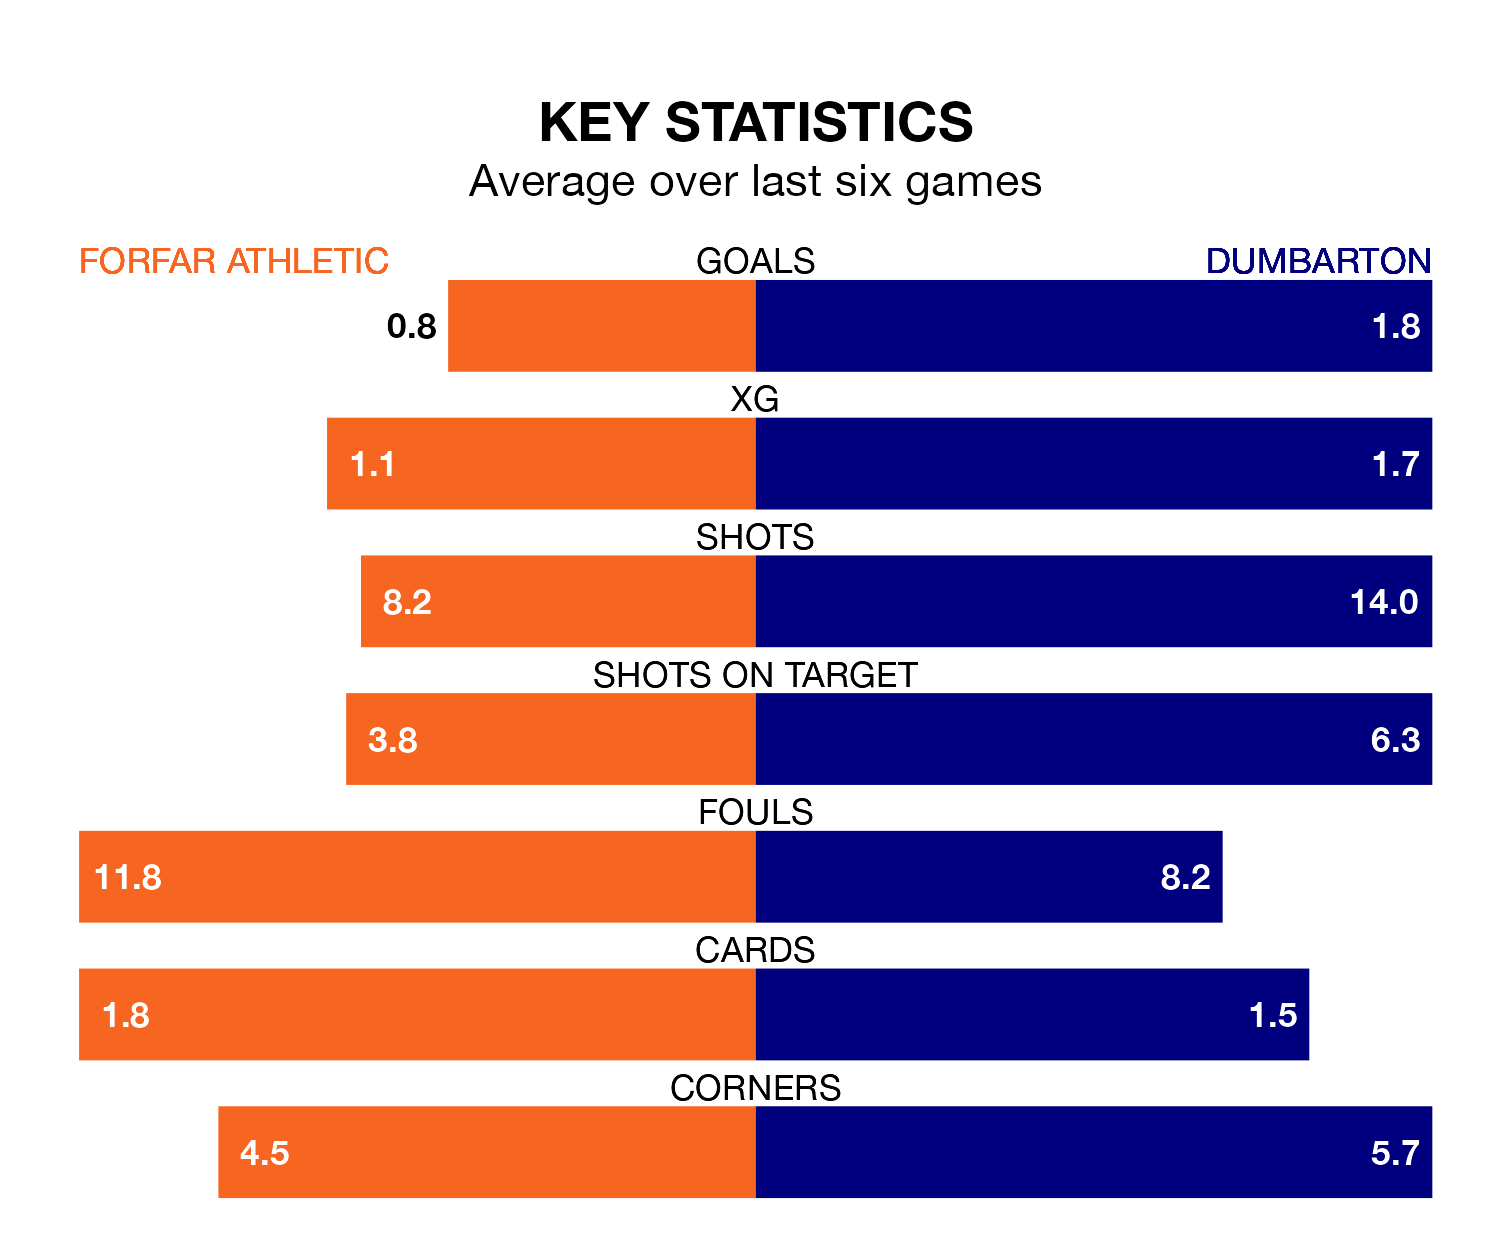 KEY STATISTICS
Average over last six games
FORFAR ATHLETIC GOALS DUMBARTON
0.8 1.8
XG
1.1 1.7
SHOTS
8.2 14.0
SHOTS ON TARGET
3.8 6.3
FOULS
11.8 8.2
CARDS
1.8 1.5
CORNERS
4.5 5.7